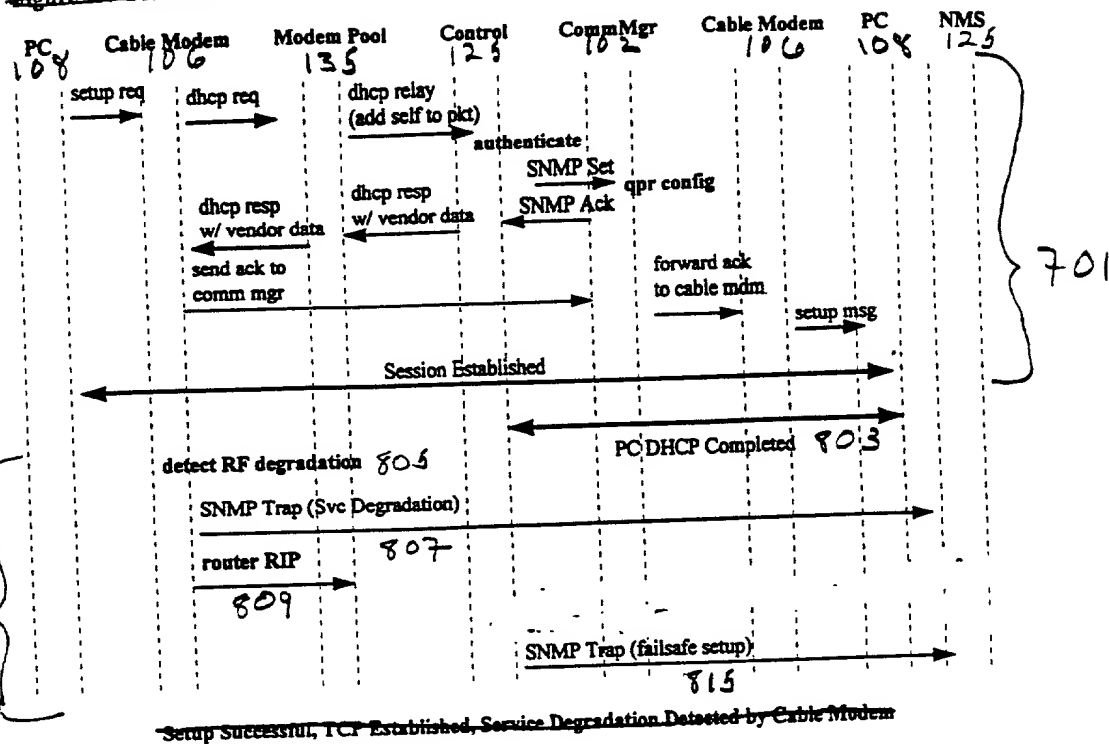 PC Cable Modem Modem Pool Control CommMgr Cable Modem PC NMS
108 106 135 125 102 106 108 125
setup req dhcp req dhcp relay
(add self to pkt)
authenticate
SNMP Set
qpr config
SNMP Ack
dhcp resp
w/ vendor data
dhcp resp
w/ vendor data
send ack to
comm mgr
forward ack
to cable mdm
setup msg
701
Session Established
PC DHCP Completed 803
detect RF degradation 805
SNMP Trap (Svc Degradation)
807
router RIP
809
SNMP Trap (failsafe setup)
815
Setup Successful, TCP Established, Service Degradation Detected by Cable Modem